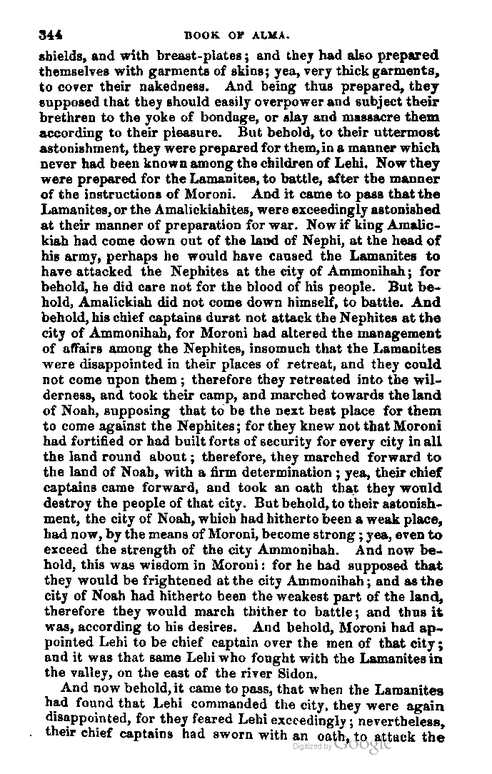 344 BOOK OF ALMA.
shields, and with breast-plates; and they had also prepared
themselves with garments of skins; yea, very thick garments,
to cover their nakedness. And being thus prepared, they
supposed that they should easily overpower and subject their
brethren to the yoke of bondage, or slay and massacre them
according to their pleasure. But behold, to their uttermost
astonishment, they were prepared for them, in a manner which
never had been known among the children of Lehi. Now they
were prepared for the Lamanites, to battle, after the manner
of the instructions of Moroni. And it came to pass that the
Lamanites, or the Amalickiahites, were exceedingly astonished
at their manner of preparation for war. Now if king Amalic-
kiah had come down out of the land of Nephi, at the head of
his army, perhaps he would have caused the Lamanites to
have attacked the Nephites at the city of Ammonihah; for
behold, he did care not for the blood of his people. But be-
hold, Amalickiah did not come down himself, to battle. And
behold, his chief captains durst not attack the Nephites at the
city of Ammonihah, for Moroni had altered the management
of affairs among the Nephites, insomuch that the Lamanites
were disappointed in their places of retreat, and they could
not come upon them; therefore they retreated into the wil-
derness, and took their camp, and marched towards the land
of Noah, supposing that to be the next best place for them
to come against the Nephites; for they knew not that Moroni
had fortified or had built forts of security for every city in all
the land round about; therefore, they marched forward to
the land of Noah, with a firm determination; yea, their chief
captains came forward, and took an oath that they would
destroy the people of that city. But behold, to their astonish-
ment, the city of Noah, which had hitherto been a weak place,
had now, by the means of Moroni, become strong; yea, even to
exceed the strength of the city Ammonihah. And now be-
hold, this was wisdom in Moroni: for he had supposed that
they would be frightened at the city Ammonihah; and as the
city of Noah had hitherto been the weakest part of the land,
therefore they would march thither to battle; and thus it
was, according to his desires. And behold, Moroni had ap-
pointed Lehi to be chief captain over the men of that city;
and it was that same Lehi who fought with the Lamanites in
the valley, on the east of the river Sidon.
And now behold, it came to pass, that when the Lamanites
had found that Lehi commanded the city, they were again
disappointed, for they feared Lehi exceedingly; nevertheless,
their chief captains had sworn with an oath, to attack the
Digitized by Google